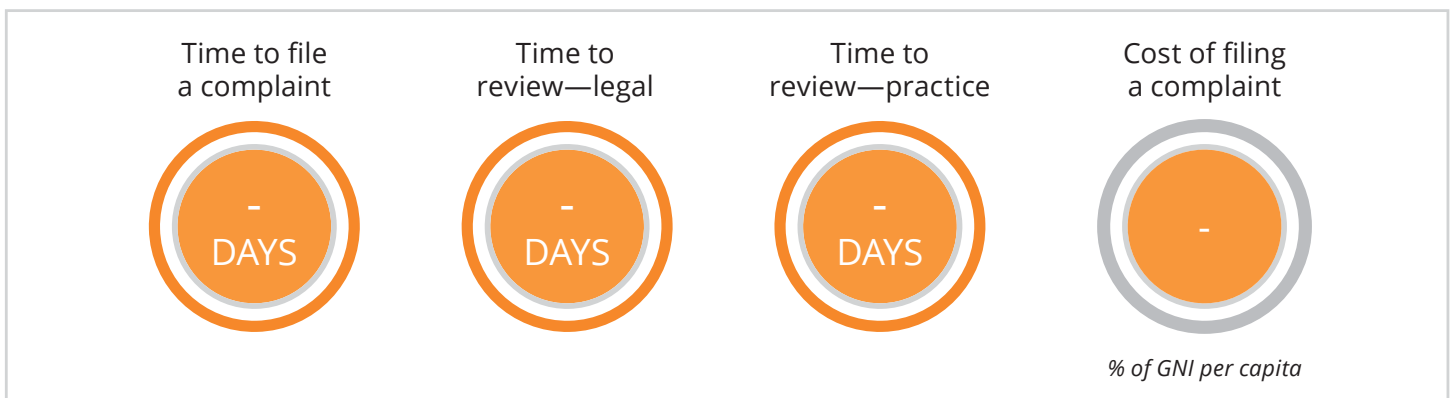 Time to file
a complaint
-
DAYS
Time to
review—legal
-
DAYS
Time to
review—practice
-
DAYS
Cost of filing
a complaint
-
% of GNI per capita